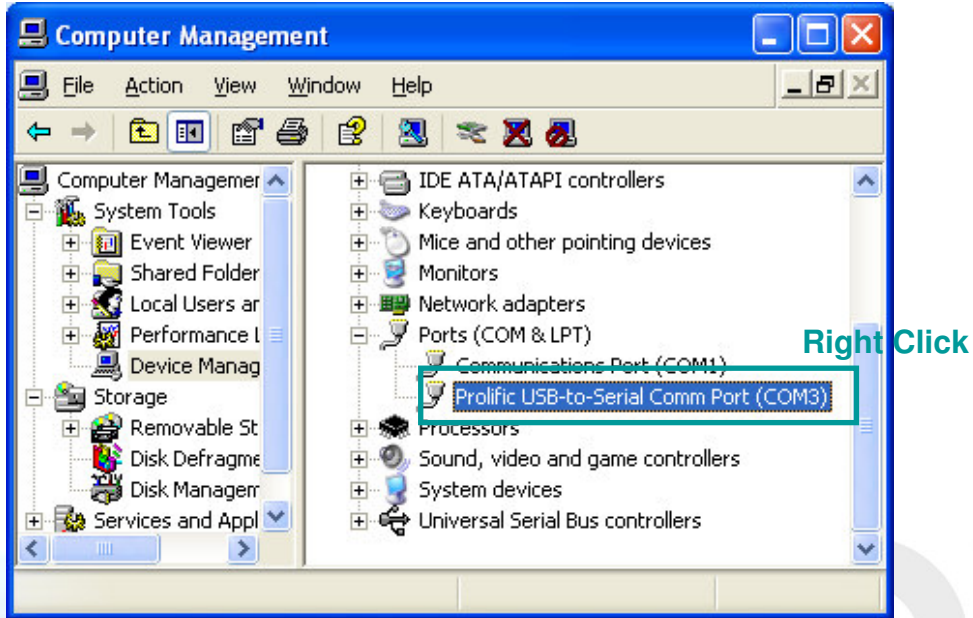 Computer Management
File Action View Window Help
Computer Managemer
System Tools
Event Viewer
Shared Folder
Local Users ar
Performance L
Device Manag
Storage
Removable St
Disk Defragme
Disk Managem
Services and Appl
IDE ATA/ATAPI controllers
Keyboards
Mice and other pointing devices
Monitors
Network adapters
Ports (COM & LPT)
Communications Port (COM1)
Prolific USB-to-Serial Comm Port (COM3)
Processors
Sound, video and game controllers
System devices
Universal Serial Bus controllers
Right Click